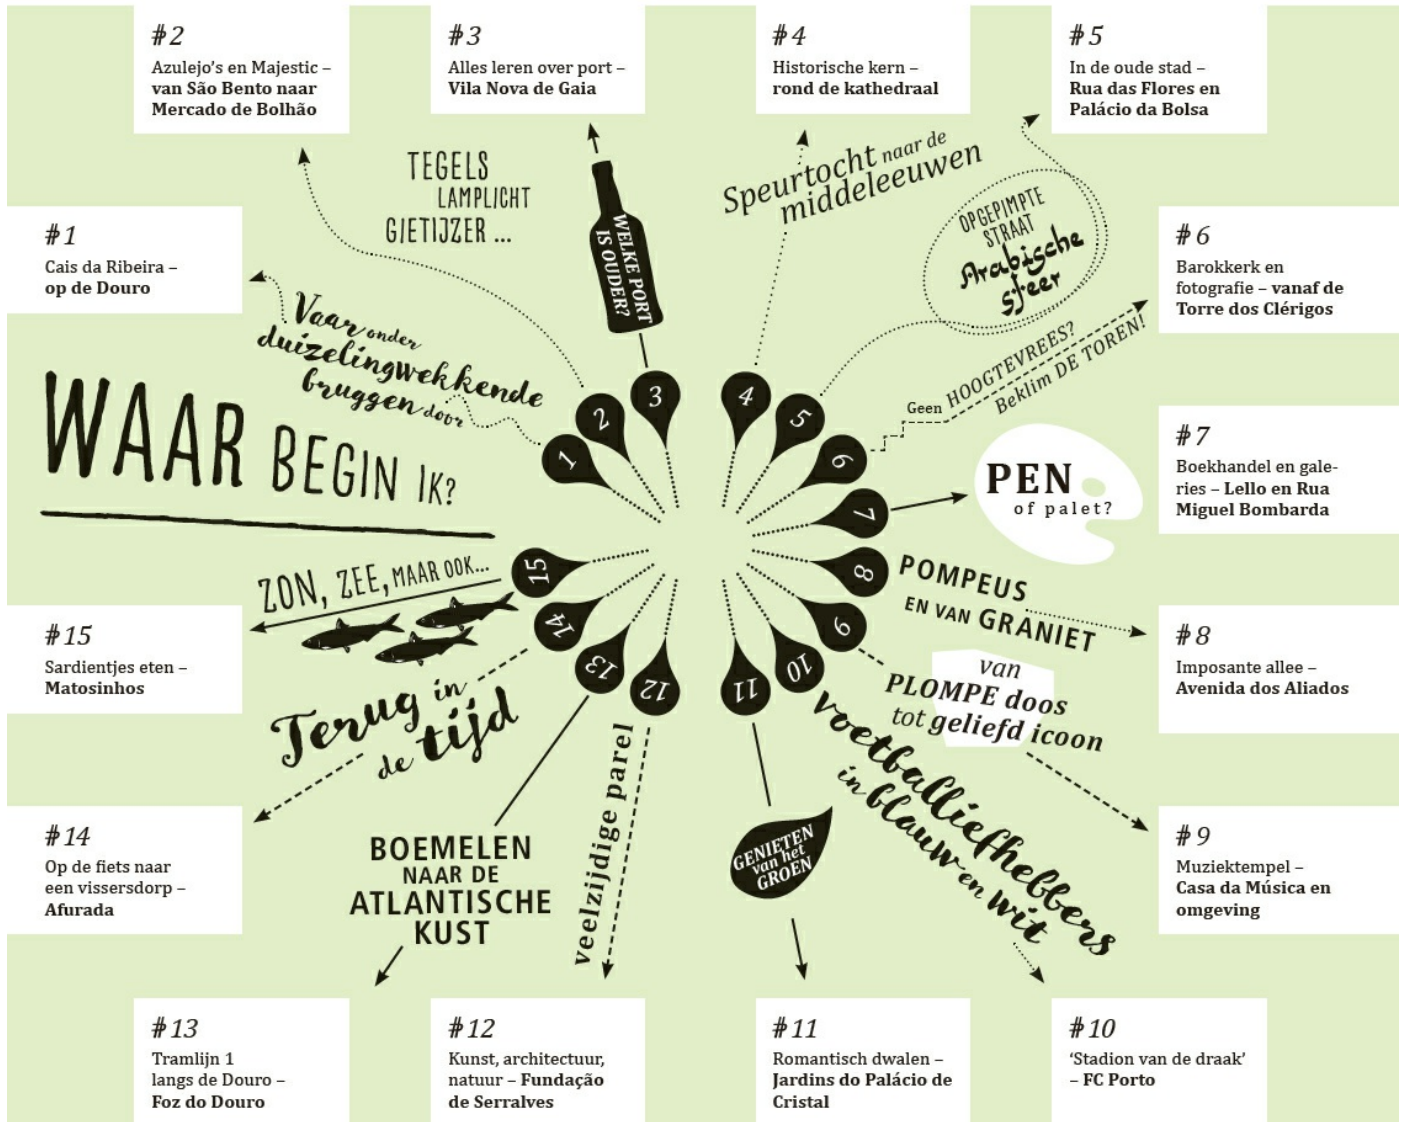 #2
Azulejo's en Majestic –
van São Bento naar
Mercado de Bolhão
#3
Alles leren over port –
Vila Nova de Gaia
#4
Historische kern –
rond de kathedraal
#5
In de oude stad –
Rua das Flores en
Palácio da Bolsa
TEGELS
LAMPLICHT
GIETIJZER ...
WELKE PORT
IS OUDER?
Speurtocht naar de
middeleeuwen
OPGEPIMPTE
STRAAT
Arabische
sfeer
#1
Cais da Ribeira –
op de Douro
#6
Barokkerk en
fotografie – vanaf de
Torre dos Clérigos
Vaar onder
duizelingwekkende
bruggen door
Geen HOOGTEVREES?
Beklim DE TOREN!
WAAR BEGIN IK?
1
2
3
4
5
6
7
8
9
10
11
12
13
14
15
PEN
of palet?
#7
Boekhandel en gale-
ries – Lello en Rua
Miguel Bombarda
ZON, ZEE, MAAR OOK...
POMPEUS
EN VAN GRANIET
#15
Sardientjes eten –
Matosinhos
#8
Imposante allee –
Avenida dos Aliados
Terug in
de tijd
van
PLOMPE doos
tot geliefd icoon
voetballiefhebbers
in blauw en wit
#14
Op de fiets naar
een vissersdorp –
Afurada
BOEMELEN
NAAR DE
ATLANTISCHE
KUST
veelzijdige parel
GENIETEN
van het
GROEN
#9
Muziektempel –
Casa da Música en
omgeving
#13
Tramlijn 1
langs de Douro –
Foz do Douro
#12
Kunst, architectuur,
natuur – Fundação
de Serralves
#11
Romantisch dwalen –
Jardins do Palácio de
Cristal
#10
‘Stadion van de draak’
– FC Porto